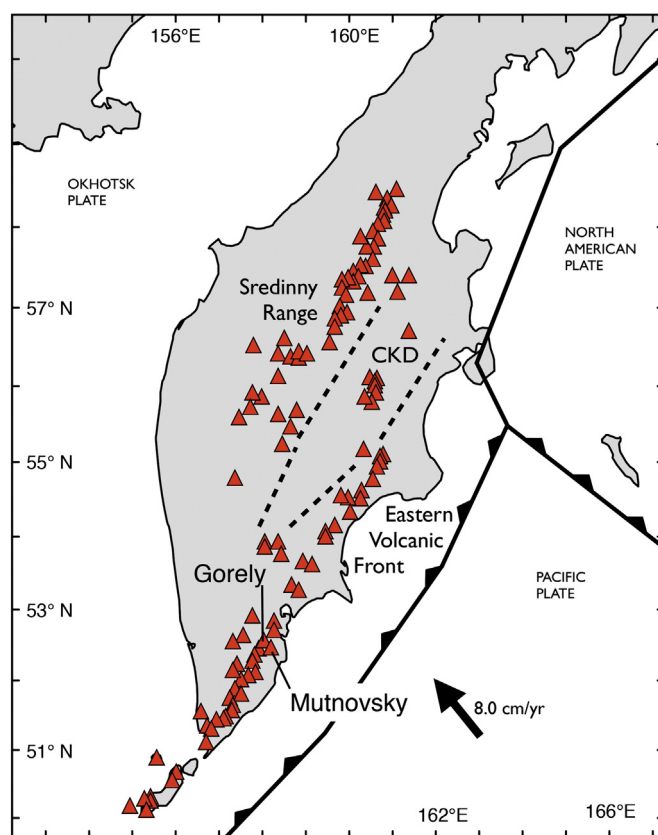 156°E
160°E
OKHOTSK
PLATE
NORTH
AMERICAN
PLATE
Sredinny
Range
57° N
CKD
55° N
Eastern
Volcanic
Front
Gorely
53° N
PACIFIC
PLATE
Mutnovsky
8.0 cm/yr
51° N
162°E
166°E